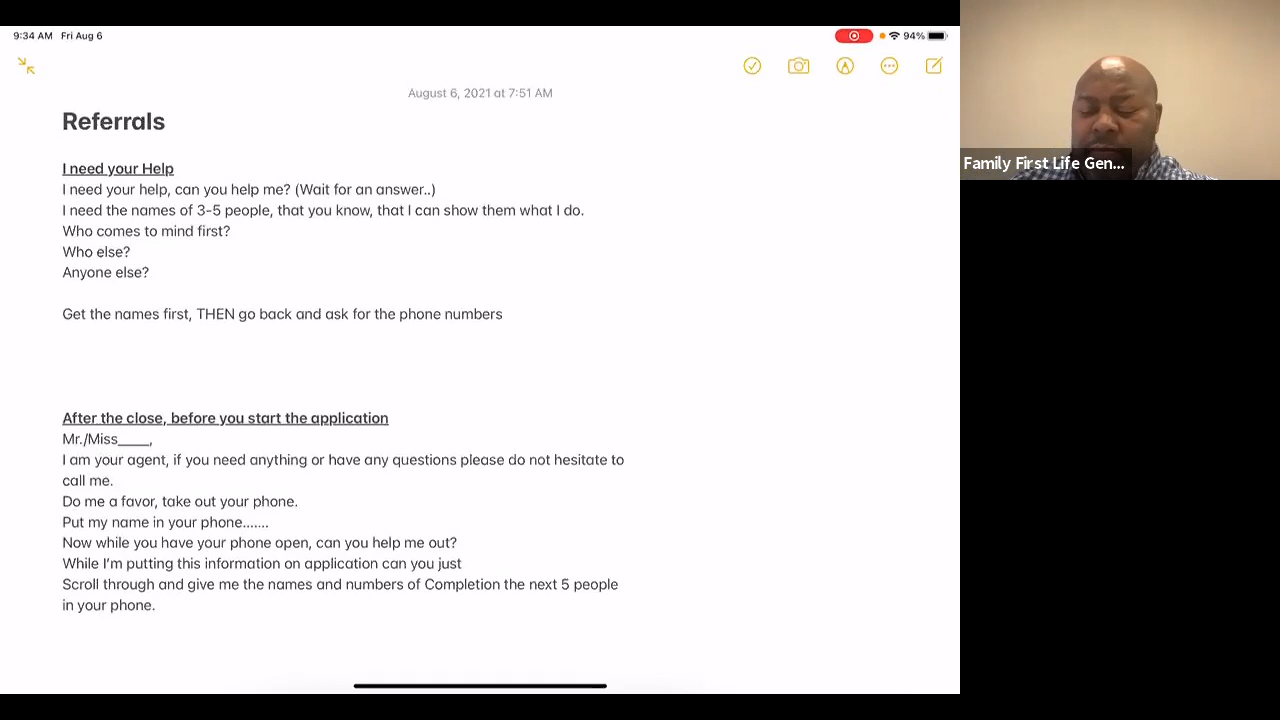 9:34 AM Fri Aug 6
94%
August 6, 2021 at 7:51 AM
Referrals
I need your Help
I need your help, can you help me? (Wait for an answer..)
I need the names of 3-5 people, that you know, that I can show them what I do.
Who comes to mind first?
Who else?
Anyone else?
Get the names first, THEN go back and ask for the phone numbers
After the close, before you start the application
Mr./Miss____,
I am your agent, if you need anything or have any questions please do not hesitate to
call me.
Do me a favor, take out your phone.
Put my name in your phone.......
Now while you have your phone open, can you help me out?
While I'm putting this information on application can you just
Scroll through and give me the names and numbers of Completion the next 5 people
in your phone.
Family First Life Gen...